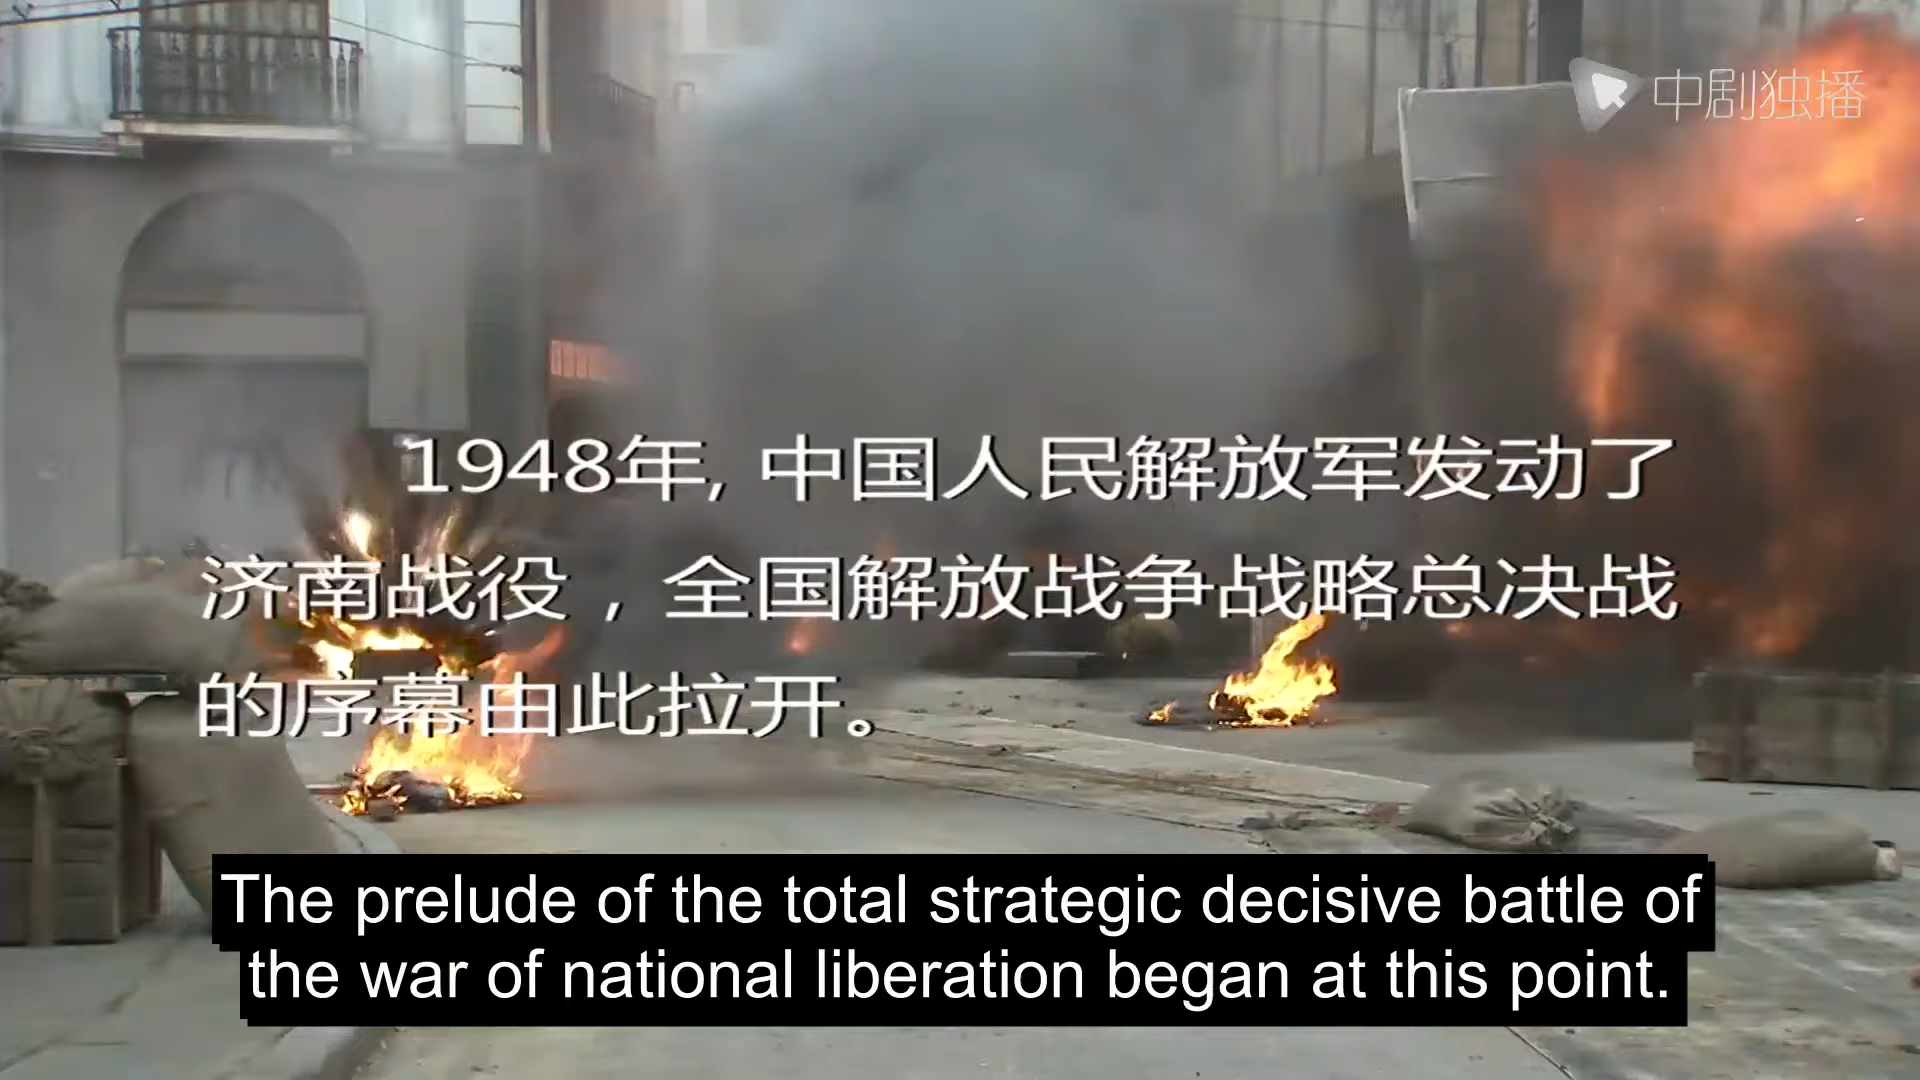 中剧独播
1948年, 中国人民解放军发动了
济南战役，全国解放战争战略总决战
的序幕由此拉开。
The prelude of the total strategic decisive battle of
the war of national liberation began at this point.